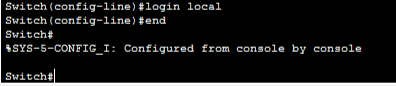 Switch(config-line)#login local
Switch(config-line)#end
Switch#
%SYS-5-CONFIG_I: Configured from console by console
Switch#